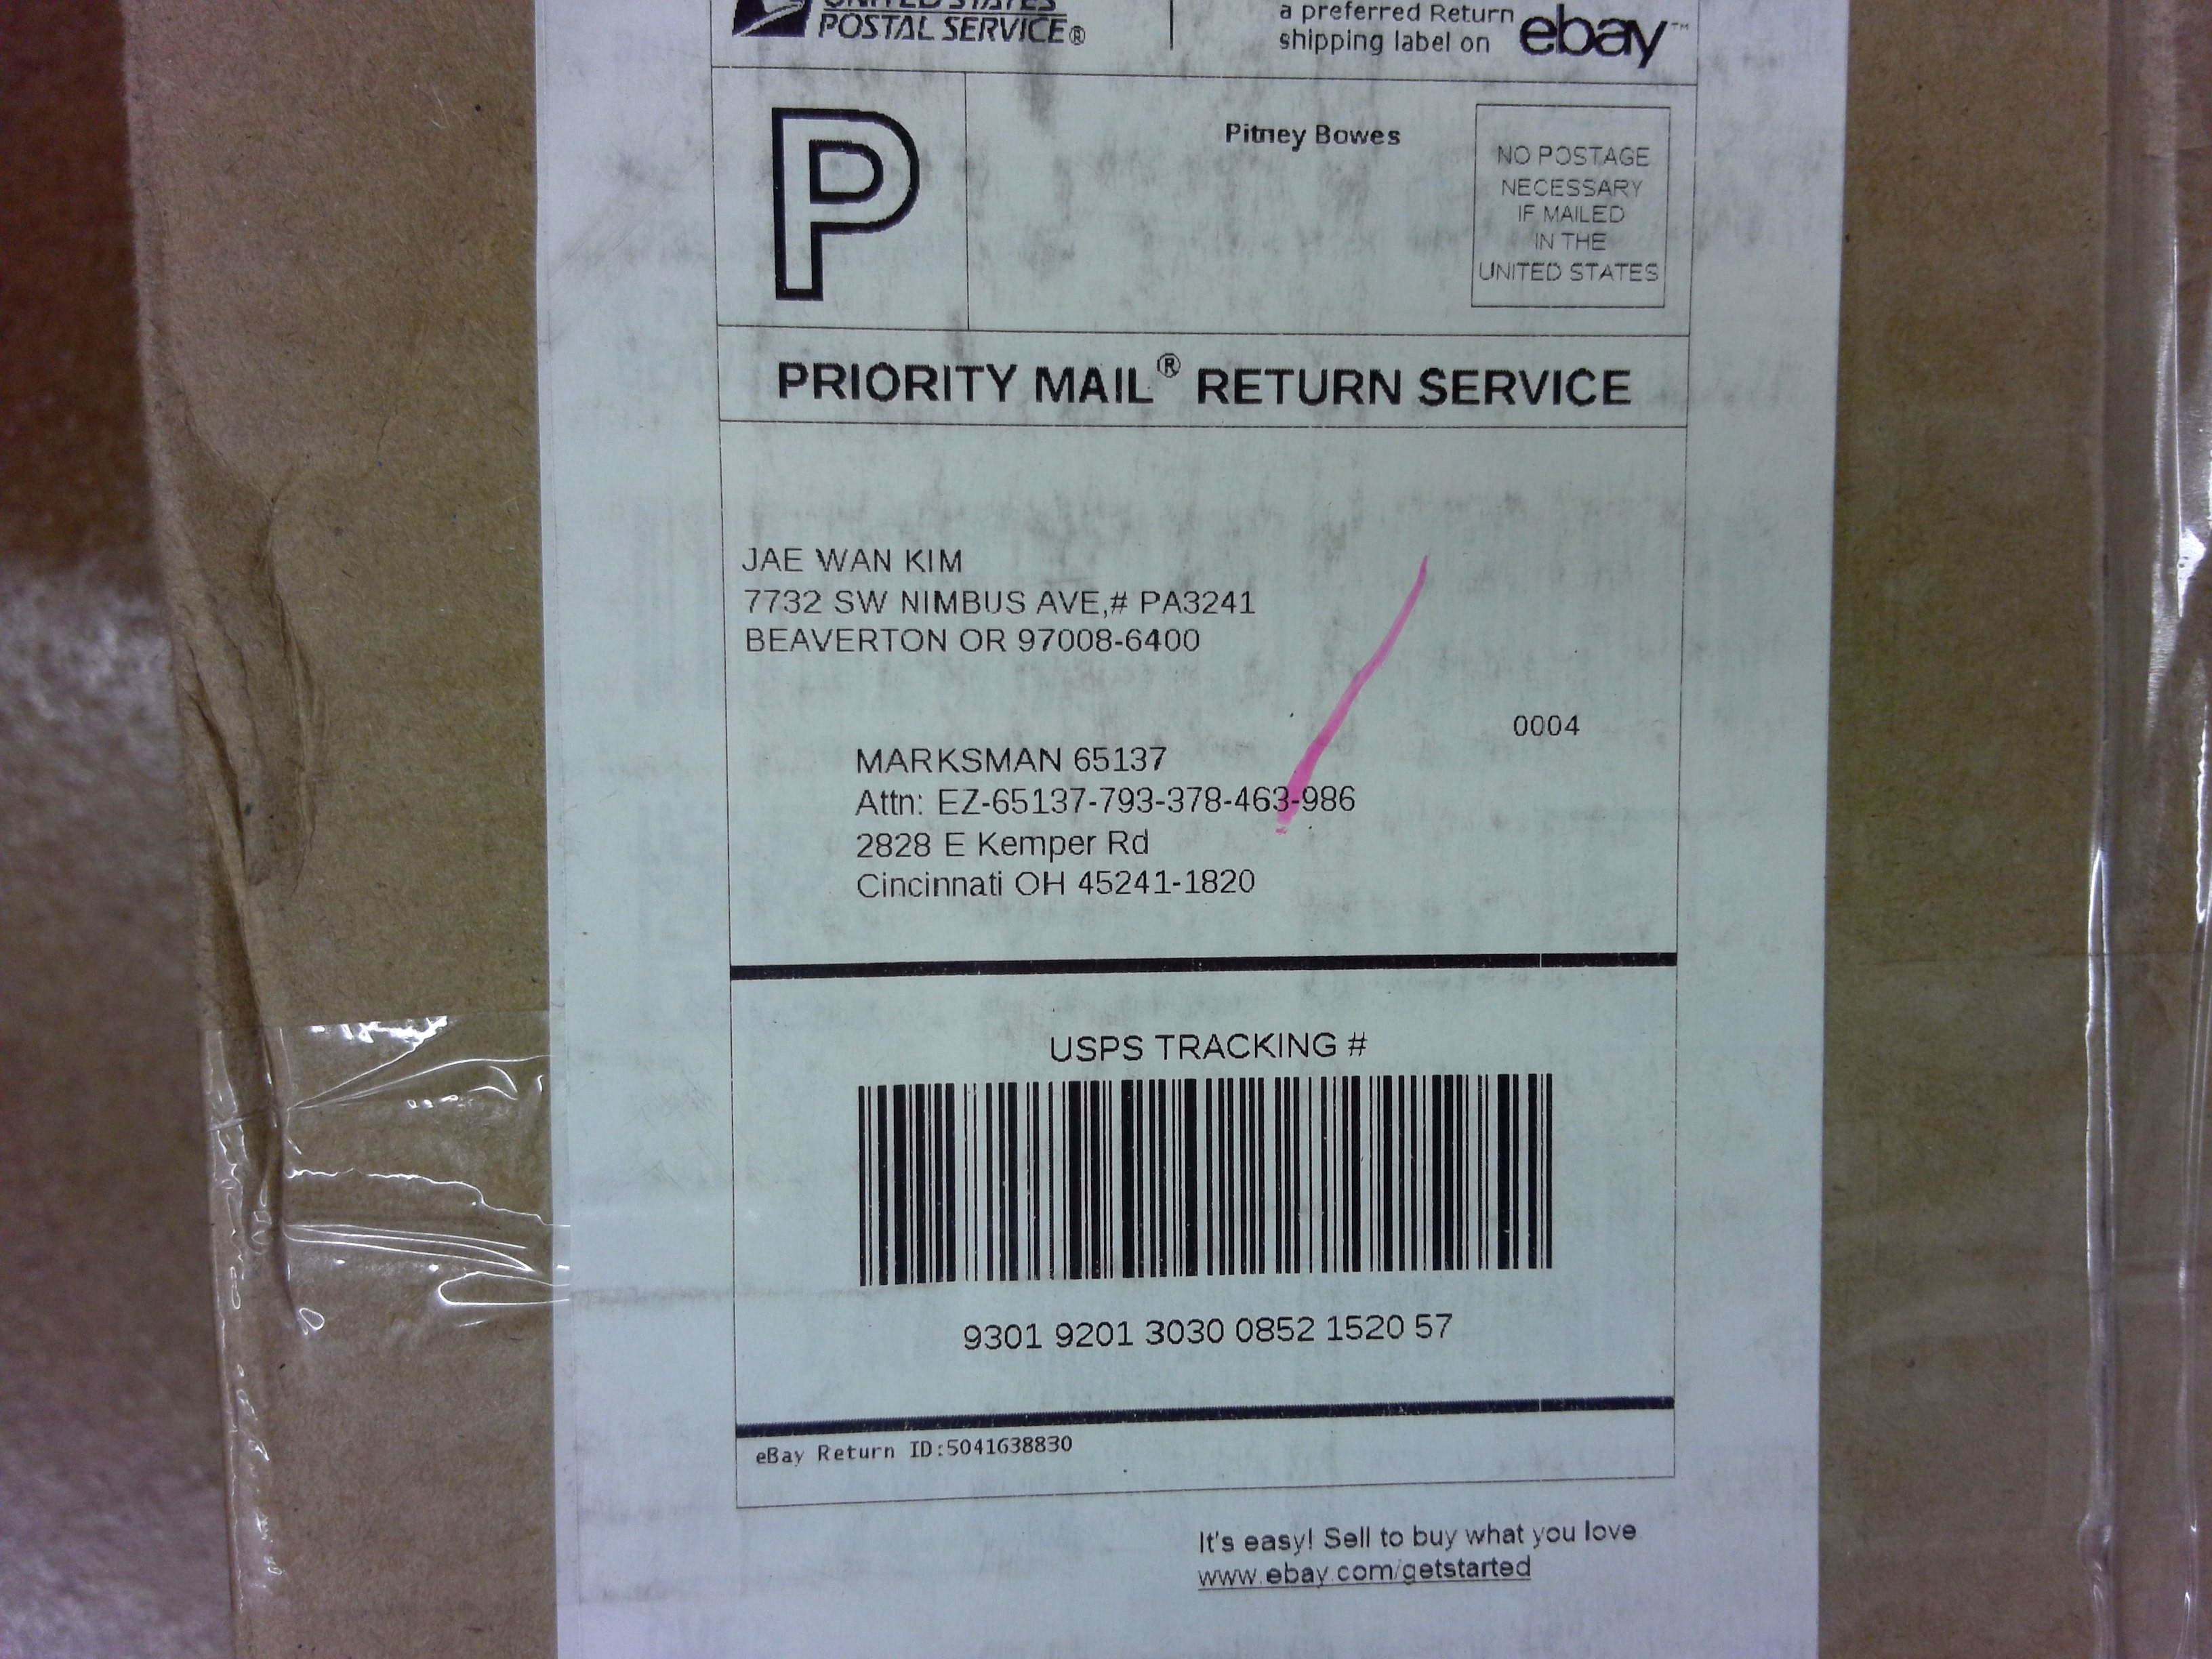 UNITED STATES
POSTAL SERVICE®
a preferred Return
shipping label on
ebay™
P
Pitney Bowes
NO POSTAGE
NECESSARY
IF MAILED
IN THE
UNITED STATES
PRIORITY MAIL® RETURN SERVICE
JAE WAN KIM
7732 SW NIMBUS AVE,# PA3241
BEAVERTON OR 97008-6400
0004
MARKSMAN 65137
Attn: EZ-65137-793-378-463-986
2828 E Kemper Rd
Cincinnati OH 45241-1820
USPS TRACKING #
9301 9201 3030 0852 1520 57
eBay Return ID:5041638830
It's easy! Sell to buy what you love
www.ebay.com/getstarted